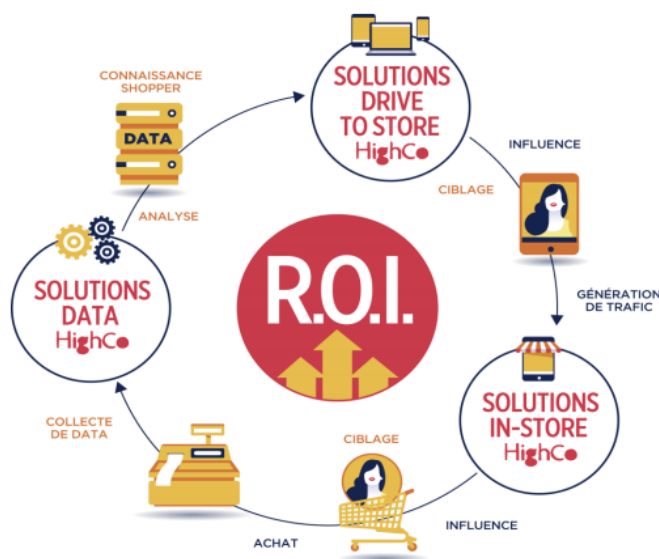 CONNAISSANCE
SHOPPER
DATA
ANALYSE
SOLUTIONS
DRIVE
TO STORE
HighCo
INFLUENCE
CIBLAGE
GÉNÉRATION
DE TRAFIC
SOLUTIONS
IN-STORE
HighCo
INFLUENCE
CIBLAGE
ACHAT
COLLECTE
DE DATA
SOLUTIONS
DATA
HighCo
R.O.I.